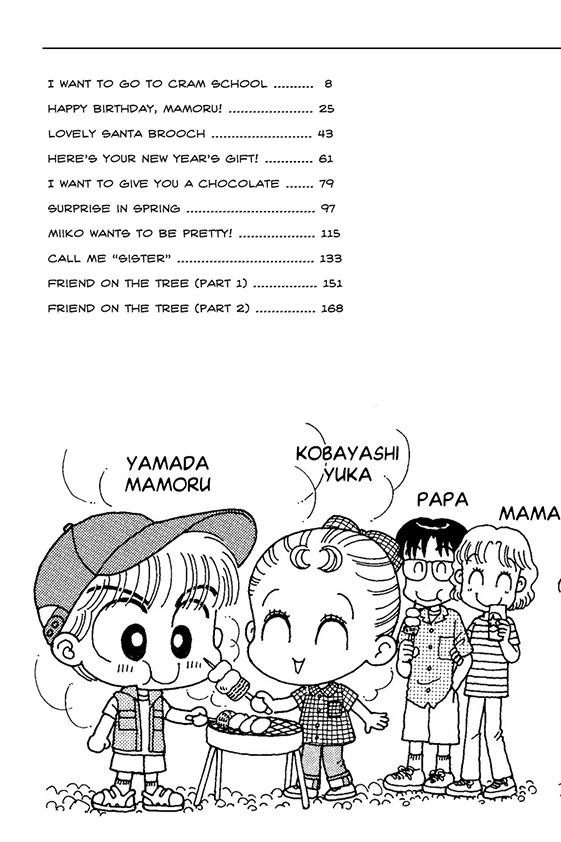 I WANT TO GO TO CRAM SCHOOL .......... 8
HAPPY BIRTHDAY, MAMORU! ..................... 25
LOVELY SANTA BROOCH ......................... 43
HERE'S YOUR NEW YEAR'S GIFT! ............ 61
I WANT TO GIVE YOU A CHOCOLATE ....... 79
SURPRISE IN SPRING ................................ 97
MIIKO WANTS TO BE PRETTY! ................... 115
CALL ME "SISTER" .................................. 133
FRIEND ON THE TREE (PART 1) ................ 151
FRIEND ON THE TREE (PART 2) ............... 168
YAMADA
MAMORU
KOBAYASHI
YUKA
PAPA
MAMA